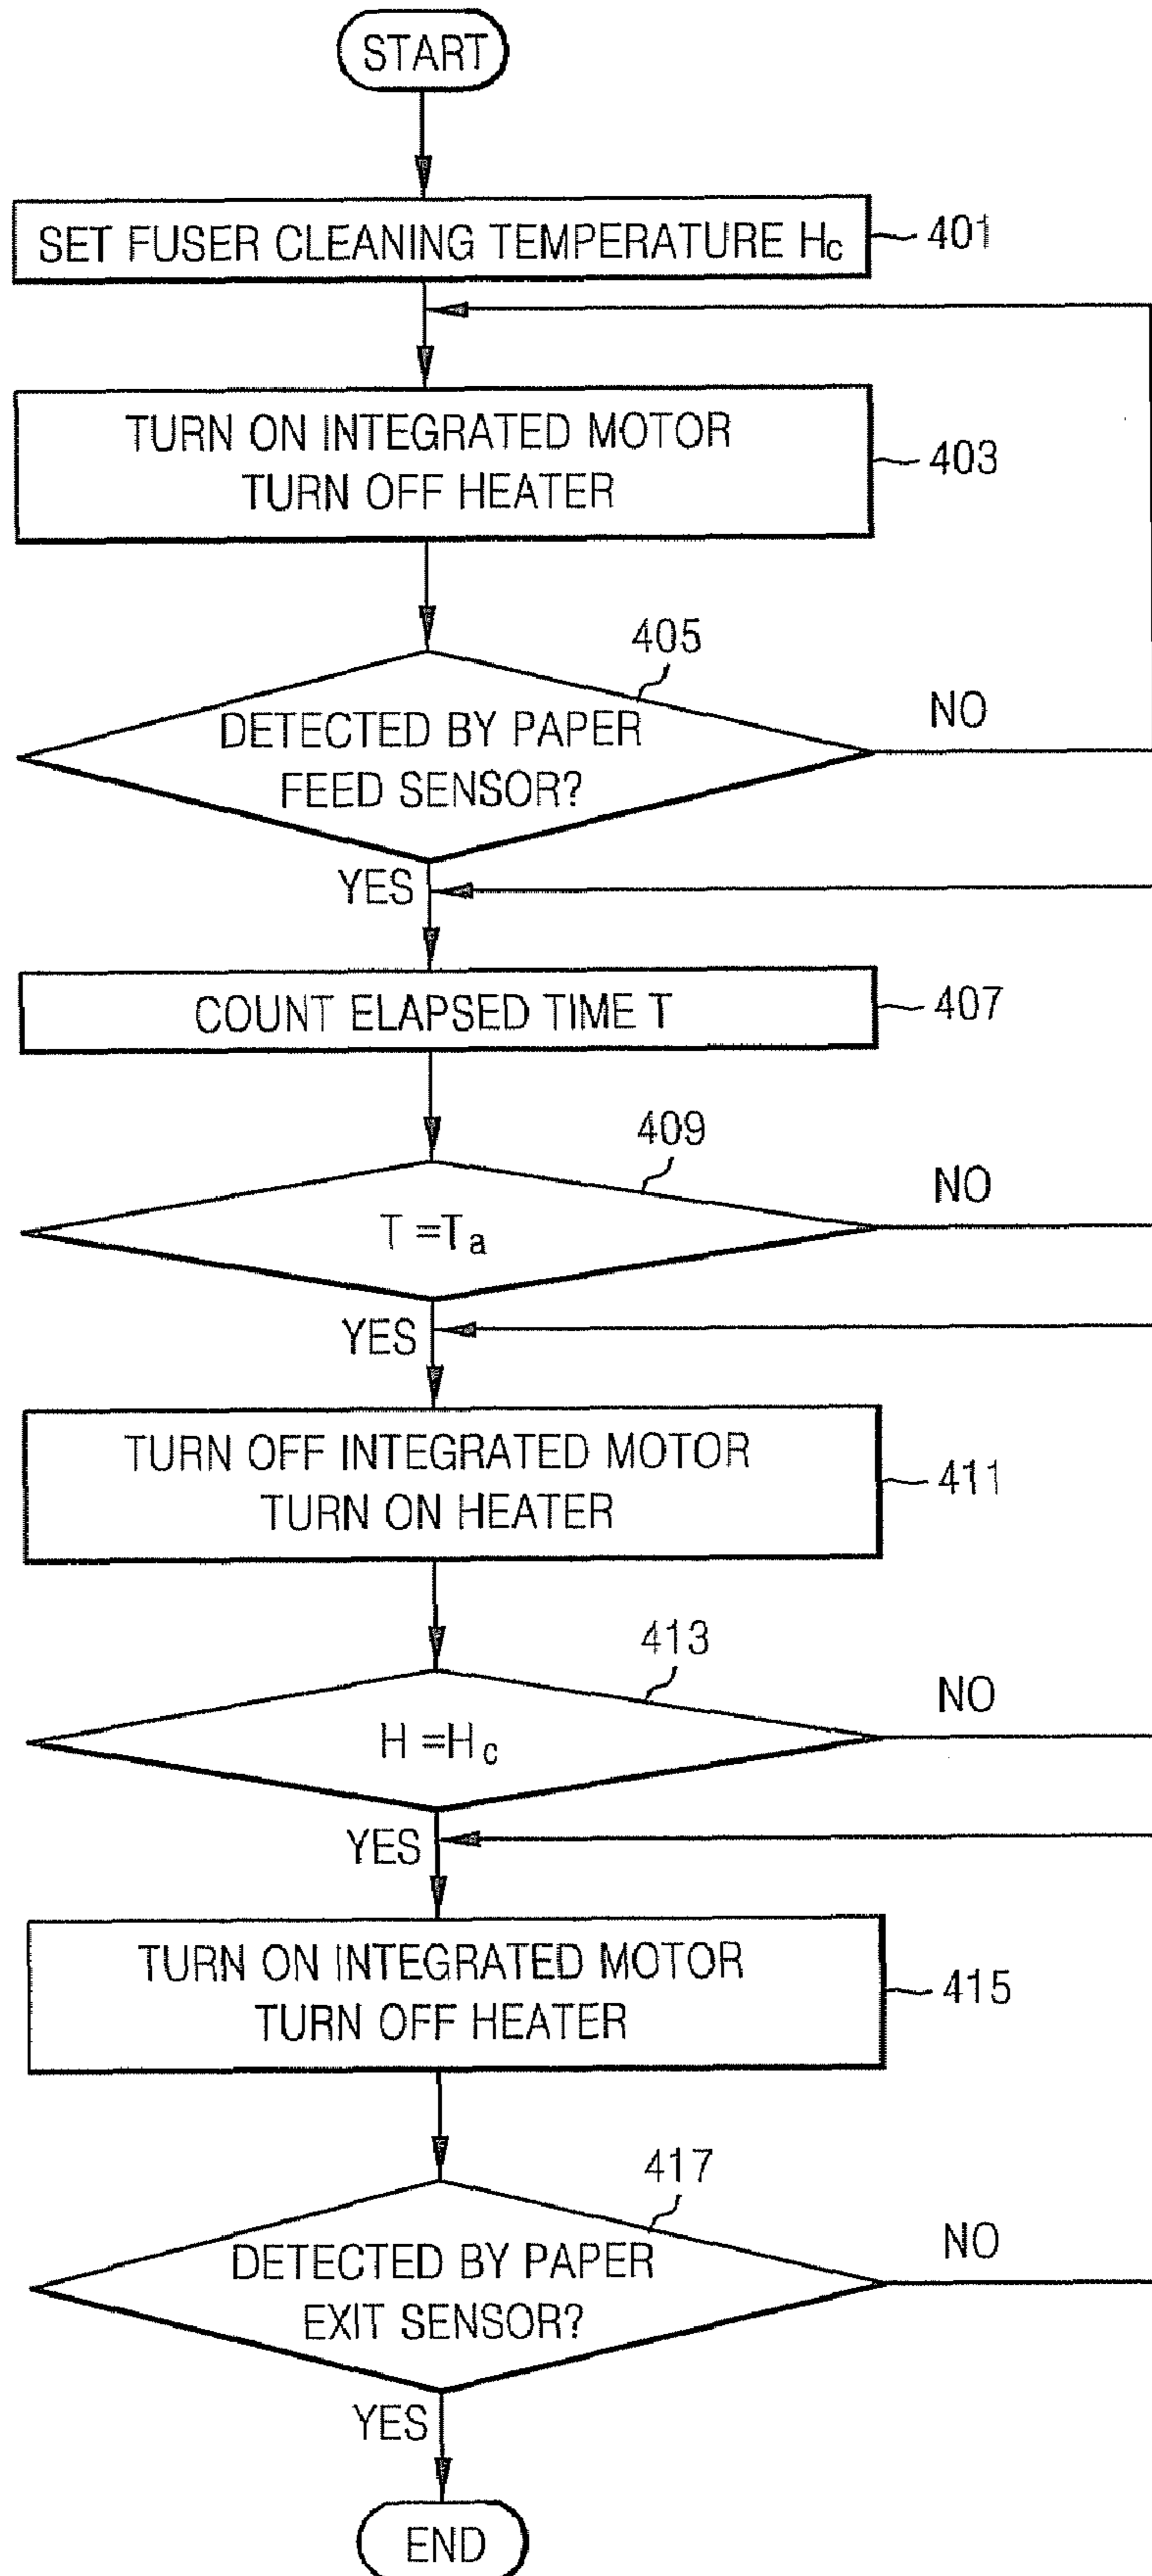 START
SET FUSER CLEANING TEMPERATURE Hc
401
TURN ON INTEGRATED MOTOR
TURN OFF HEATER
403
405
DETECTED BY PAPER
FEED SENSOR?
NO
YES
COUNT ELAPSED TIME T
407
409
T =Ta
NO
YES
TURN OFF INTEGRATED MOTOR
TURN ON HEATER
411
413
H =Hc
NO
YES
TURN ON INTEGRATED MOTOR
TURN OFF HEATER
415
417
DETECTED BY PAPER
EXIT SENSOR?
NO
YES
END